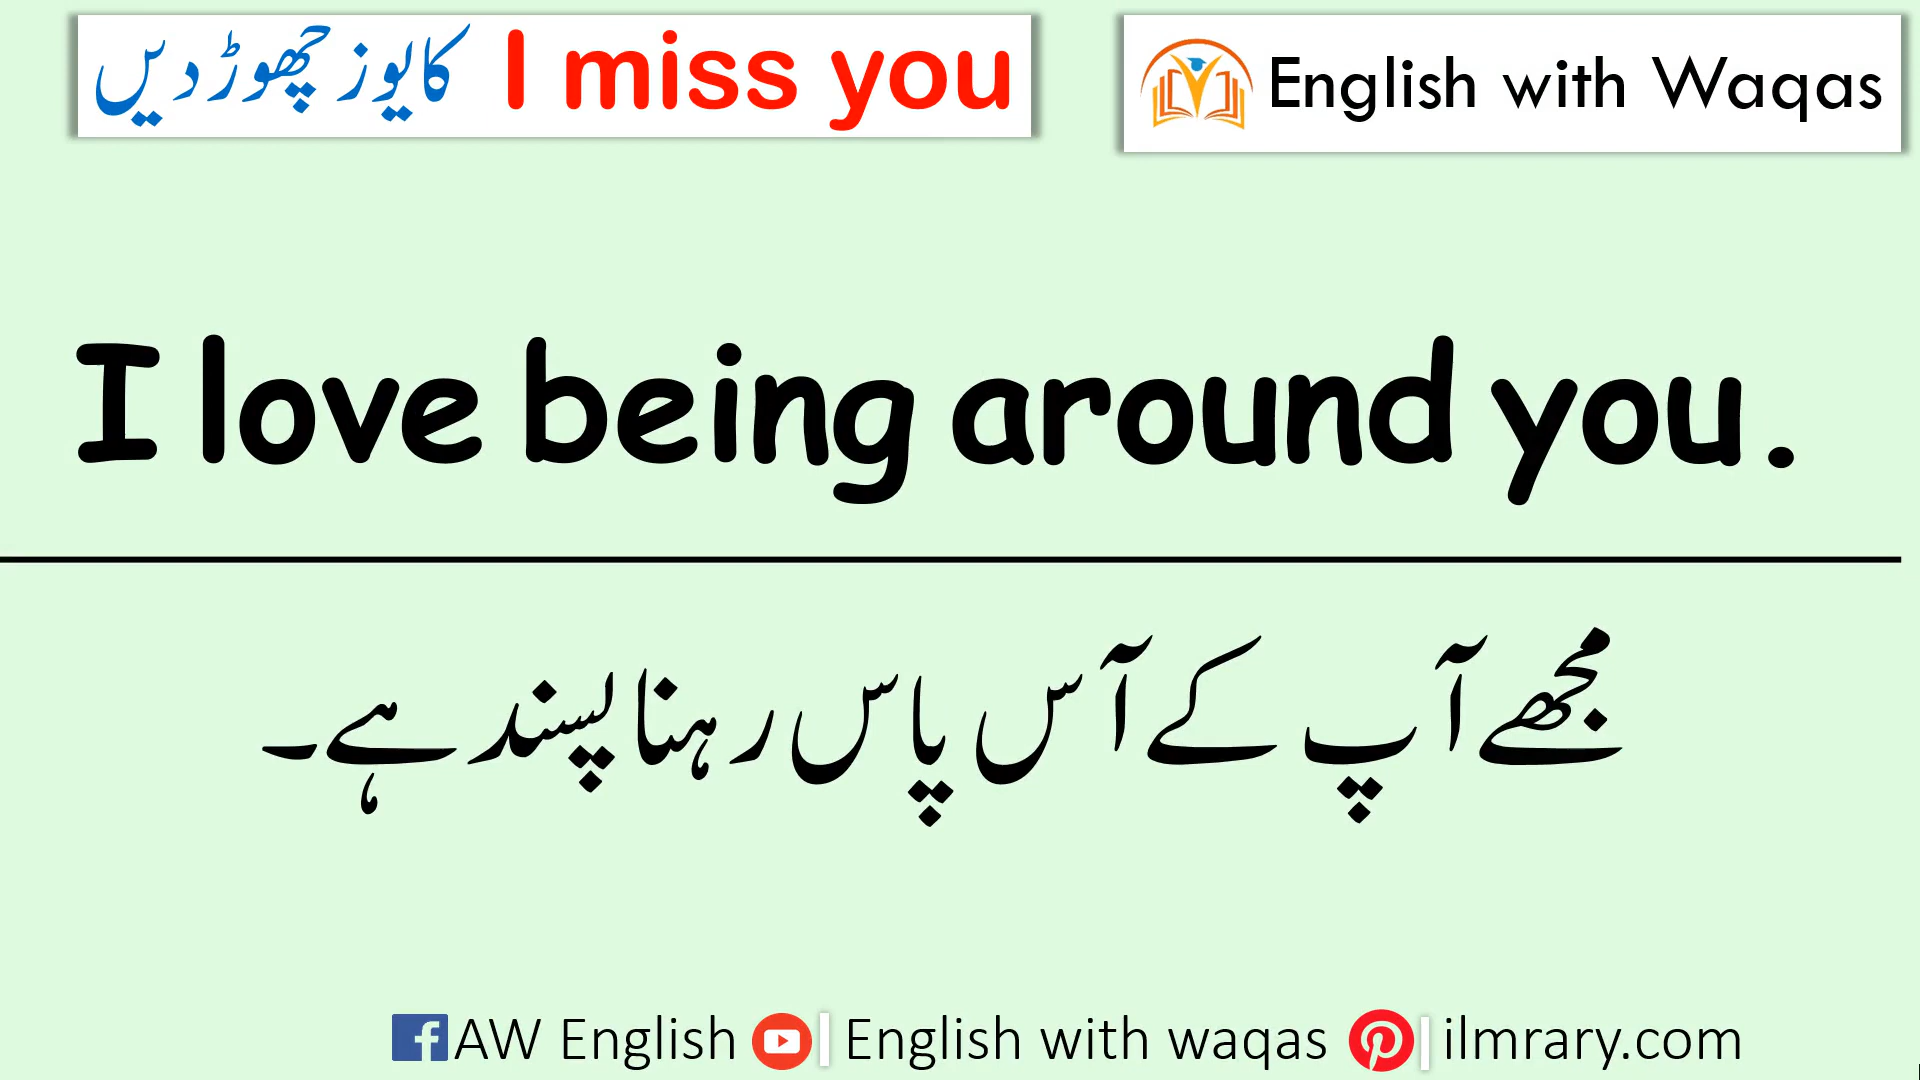 I miss you کا یوز چھوڑ دیں
English with Waqas
I love being around you.
مجھے آپ کے آس پاس رہنا پسند ہے۔
AW English | English with waqas | ilmrary.com